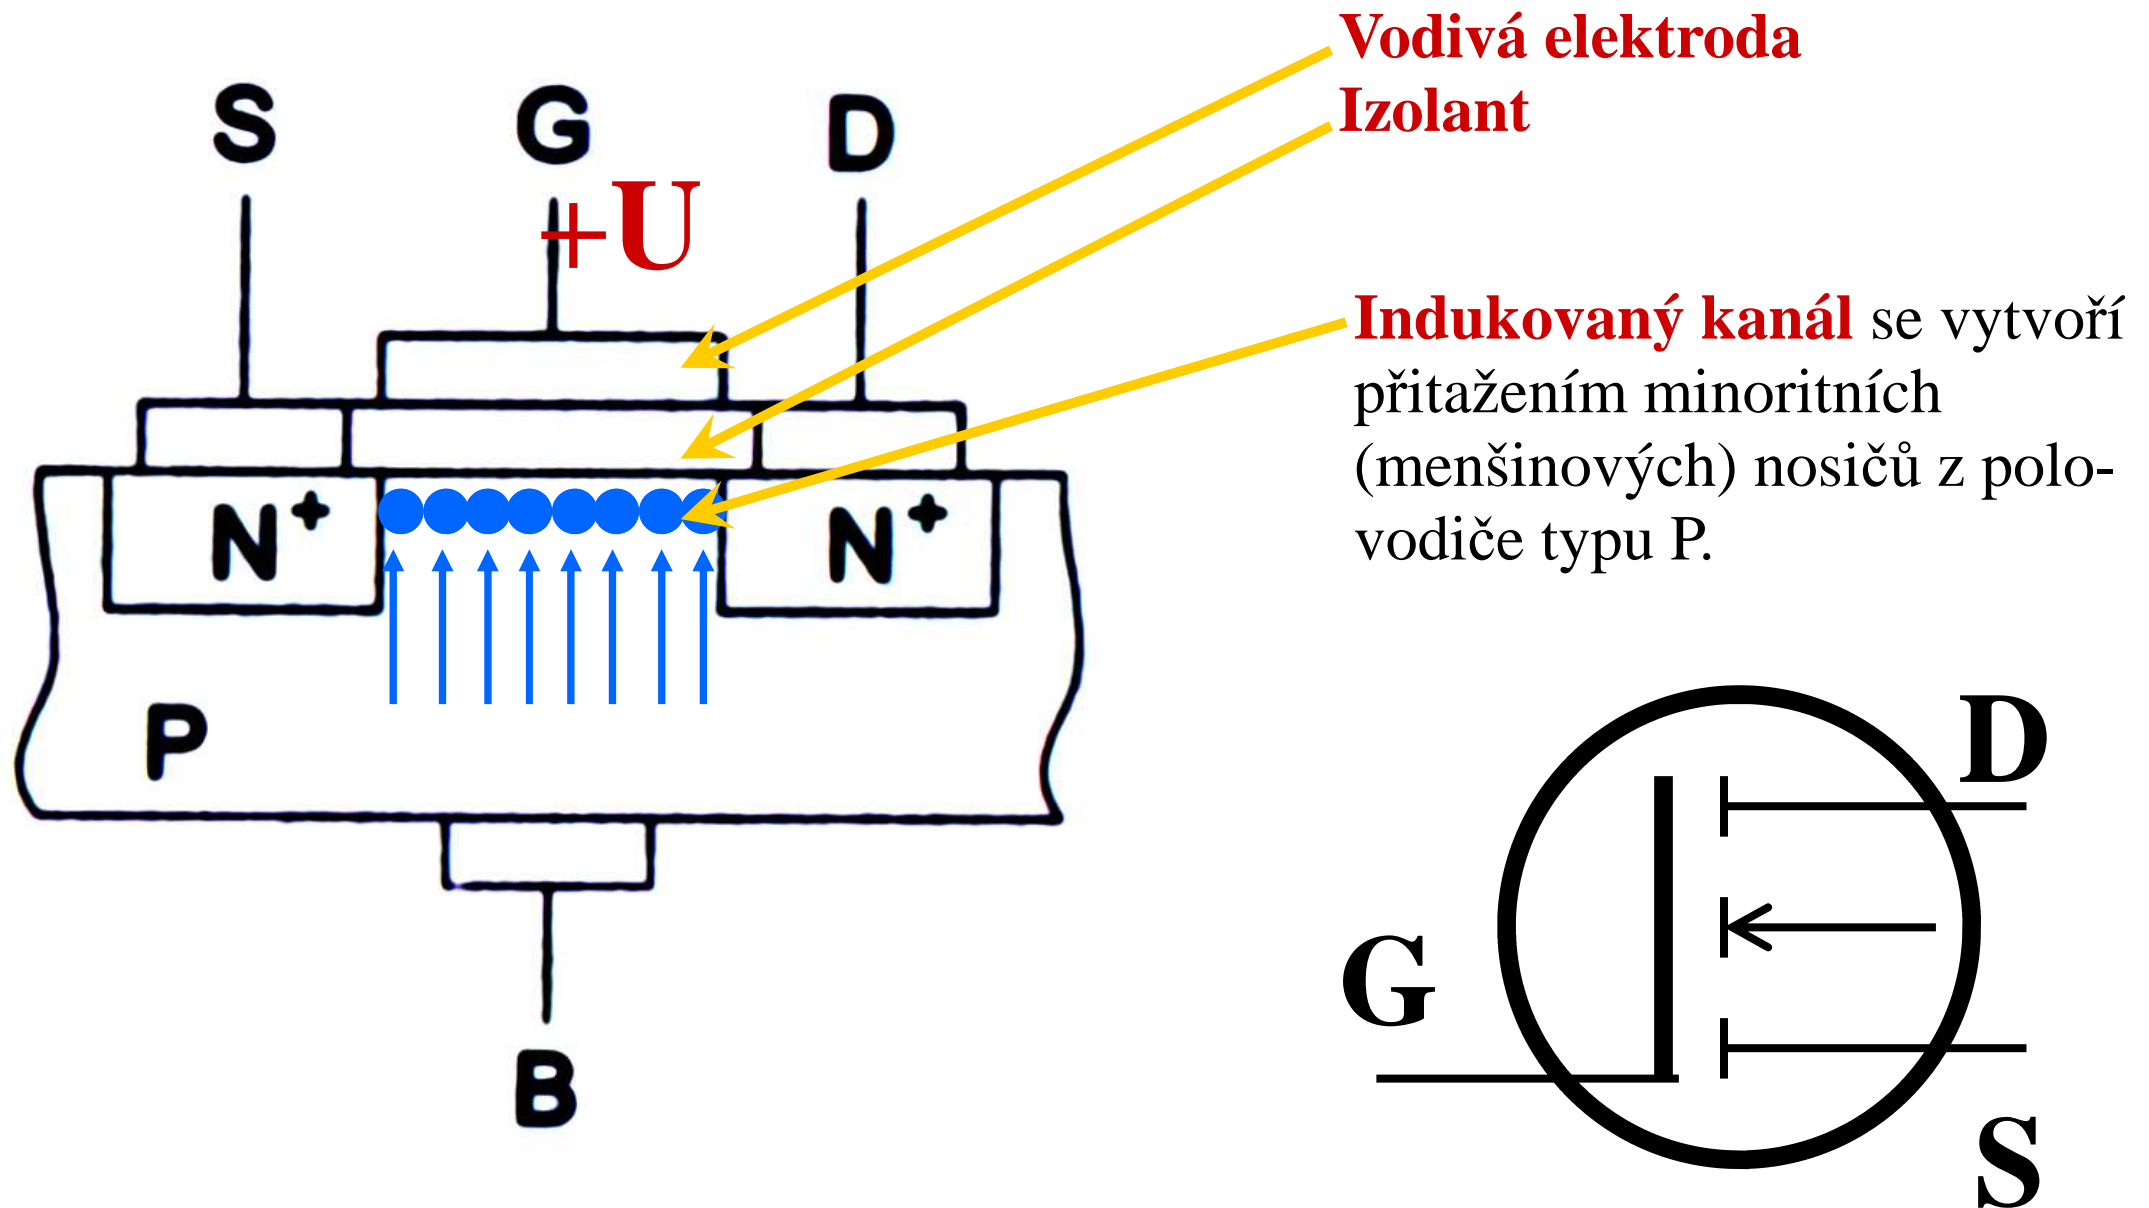 Vodivá elektroda
Izolant
S
G
D
+U
Indukovaný kanál se vytvoří
přitažením minoritních
(menšinových) nosičů z polo-
vodiče typu P.
N+
N+
P
B
D
G
S